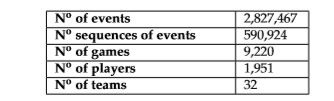 Nº of events 2,827,467
Nº sequences of events 590,924
Nº of games 9,220
Nº of players 1,951
Nº of teams 32